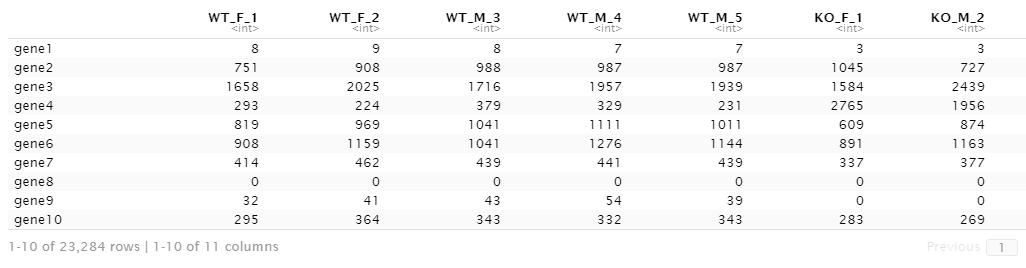 WT_F_1 WT_F_2 WT_M_3 WT_M_4 WT_M_5 KO_F_1 KO_M_2
<int> <int> <int> <int> <int> <int> <int>
gene1 8 9 8 7 7 3 3
gene2 751 908 988 987 987 1045 727
gene3 1658 2025 1716 1957 1939 1584 2439
gene4 293 224 379 329 231 2765 1956
gene5 819 969 1041 1111 1011 609 874
gene6 908 1159 1041 1276 1144 891 1163
gene7 414 462 439 441 439 337 377
gene8 0 0 0 0 0 0 0
gene9 32 41 43 54 39 0 0
gene10 295 364 343 332 343 283 269
1-10 of 23,284 rows | 1-10 of 11 columns Previous 1